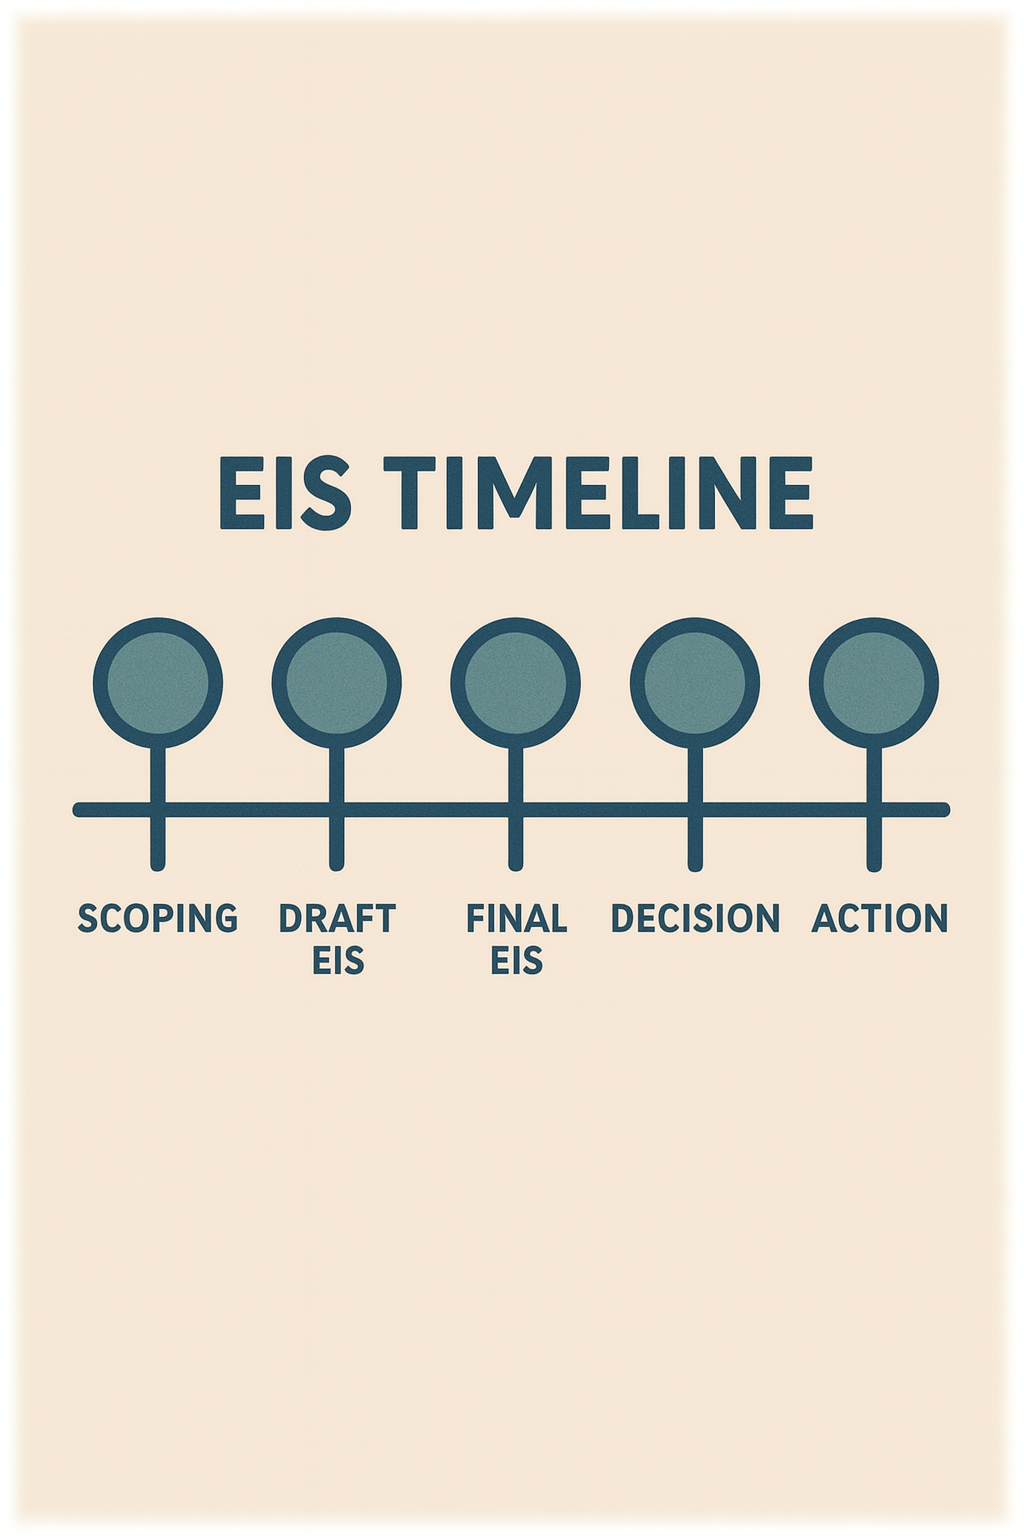 EIS TIMELINE
SCOPING
DRAFT
EIS
FINAL
EIS
DECISION
ACTION